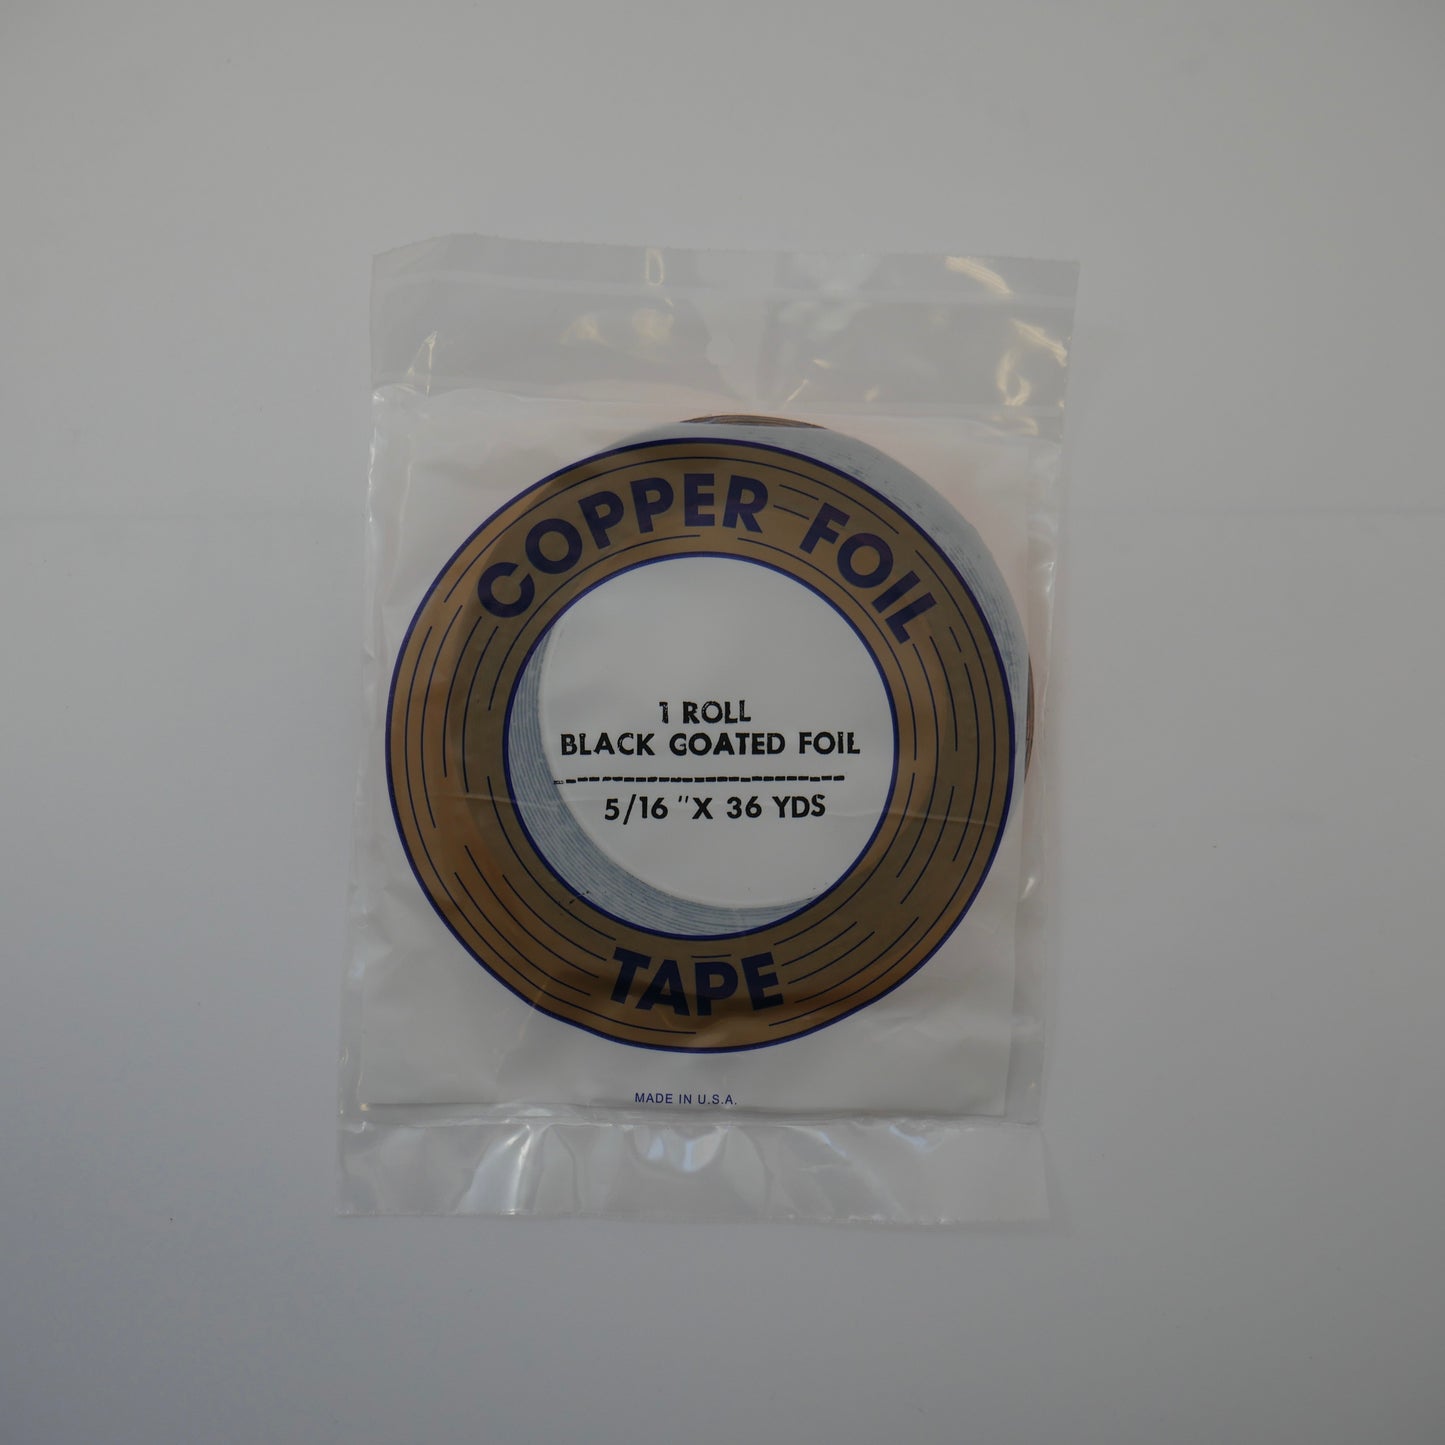 COPPER FOIL
1 ROLL
BLACK GOATED FOIL
5/16 "X 36 YDS
TAPE
MADE IN U.S.A.